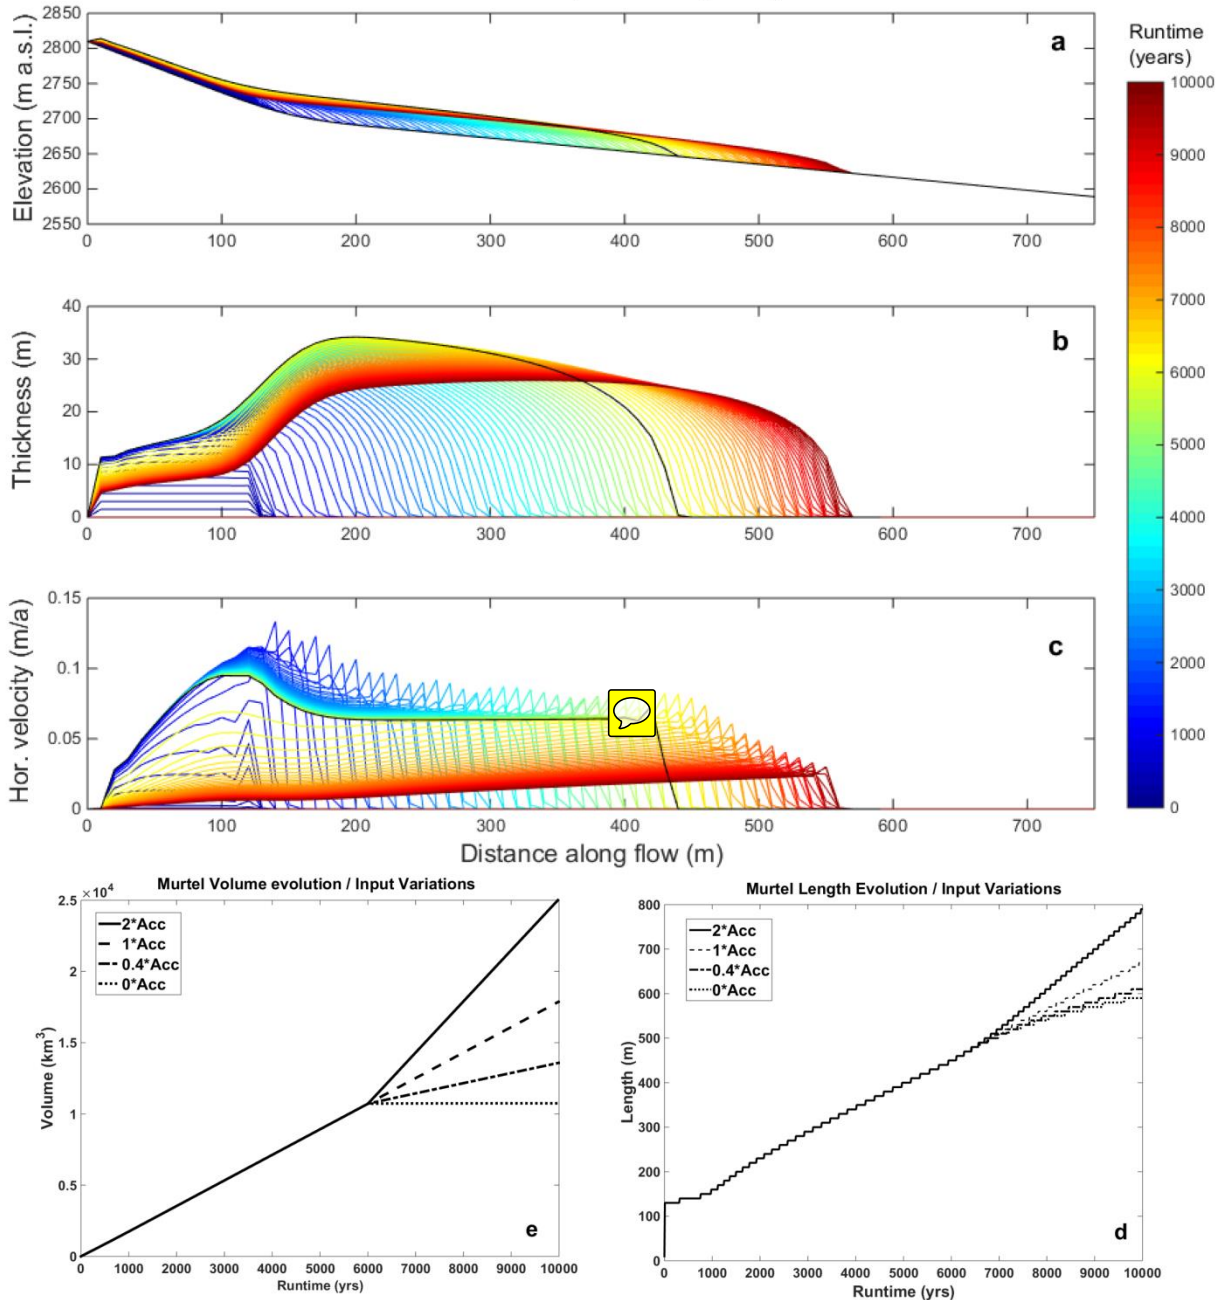 2850
2800
2750
2700
2650
2600
2550
Elevation (m a.s.l.)
a
0 100 200 300 400 500 600 700
40
30
20
10
0
Thickness (m)
b
0 100 200 300 400 500 600 700
0.15
0.1
0.05
0
Hor. velocity (m/a)
c
0 100 200 300 400 500 600 700
Distance along flow (m)
Runtime
(years)
10000
9000
8000
7000
6000
5000
4000
3000
2000
1000
0
Murtel Volume evolution / Input Variations
×10^4
2.5
2
1.5
1
0.5
0
Volume (km^3)
2*Acc
1*Acc
0.4*Acc
0*Acc
e
0 1000 2000 3000 4000 5000 6000 7000 8000 9000 10000
Runtime (yrs)
Murtel Length Evolution / Input Variations
800
700
600
500
400
300
200
100
0
Length (m)
2*Acc
1*Acc
0.4*Acc
0*Acc
d
0 1000 2000 3000 4000 5000 6000 7000 8000 9000 10000
Runtime (yrs)